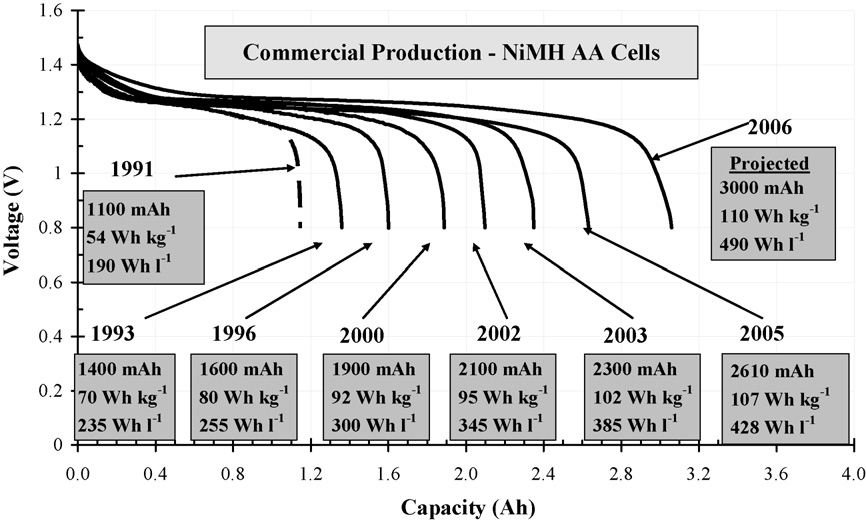 Commercial Production - NiMH AA Cells
Voltage (V)
1.6
1.4
1.2
1
0.8
0.6
0.4
0.2
0
1991
1100 mAh
54 Wh kg⁻¹
190 Wh l⁻¹
2006
Projected
3000 mAh
110 Wh kg⁻¹
490 Wh l⁻¹
1993
1400 mAh
70 Wh kg⁻¹
235 Wh l⁻¹
1996
1600 mAh
80 Wh kg⁻¹
255 Wh l⁻¹
2000
1900 mAh
92 Wh kg⁻¹
300 Wh l⁻¹
2002
2100 mAh
95 Wh kg⁻¹
345 Wh l⁻¹
2003
2300 mAh
102 Wh kg⁻¹
385 Wh l⁻¹
2005
2610 mAh
107 Wh kg⁻¹
428 Wh l⁻¹
0.0 0.4 0.8 1.2 1.6 2.0 2.4 2.8 3.2 3.6 4.0
Capacity (Ah)